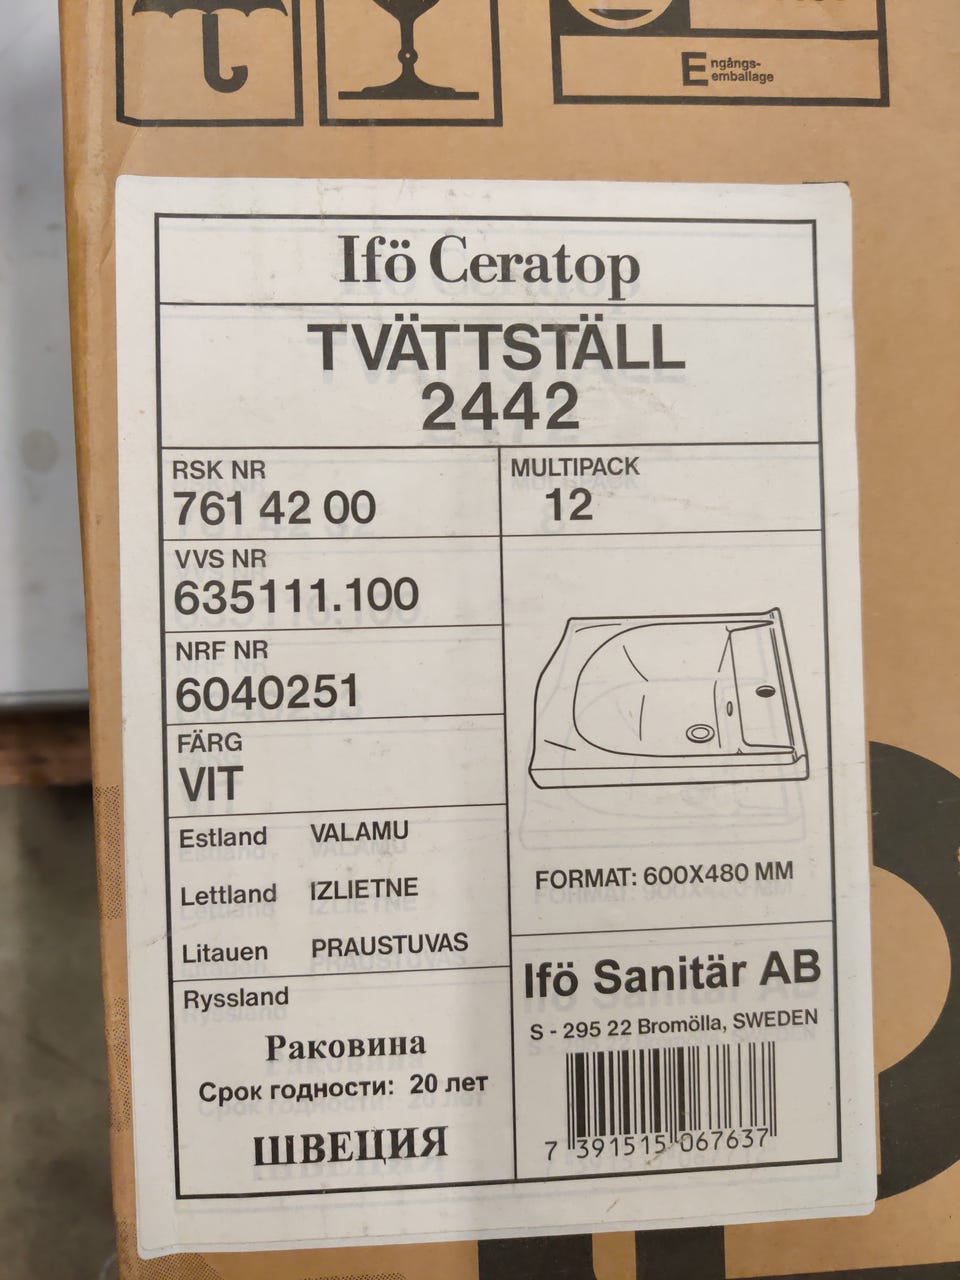 Engångs-
emballage
Ifö Ceratop
TVÄTTSTÄLL
2442
RSK NR
761 42 00
MULTIPACK
12
VVS NR
635111.100
NRF NR
6040251
FÄRG
VIT
Estland VALAMU
Lettland IZLIETNE
Litauen PRAUSTUVAS
Ryssland
Раковина
Срок годности: 20 лет
ШВЕЦИЯ
FORMAT: 600X480 MM
Ifö Sanitär AB
S - 295 22 Bromölla, SWEDEN
7 391515 067637